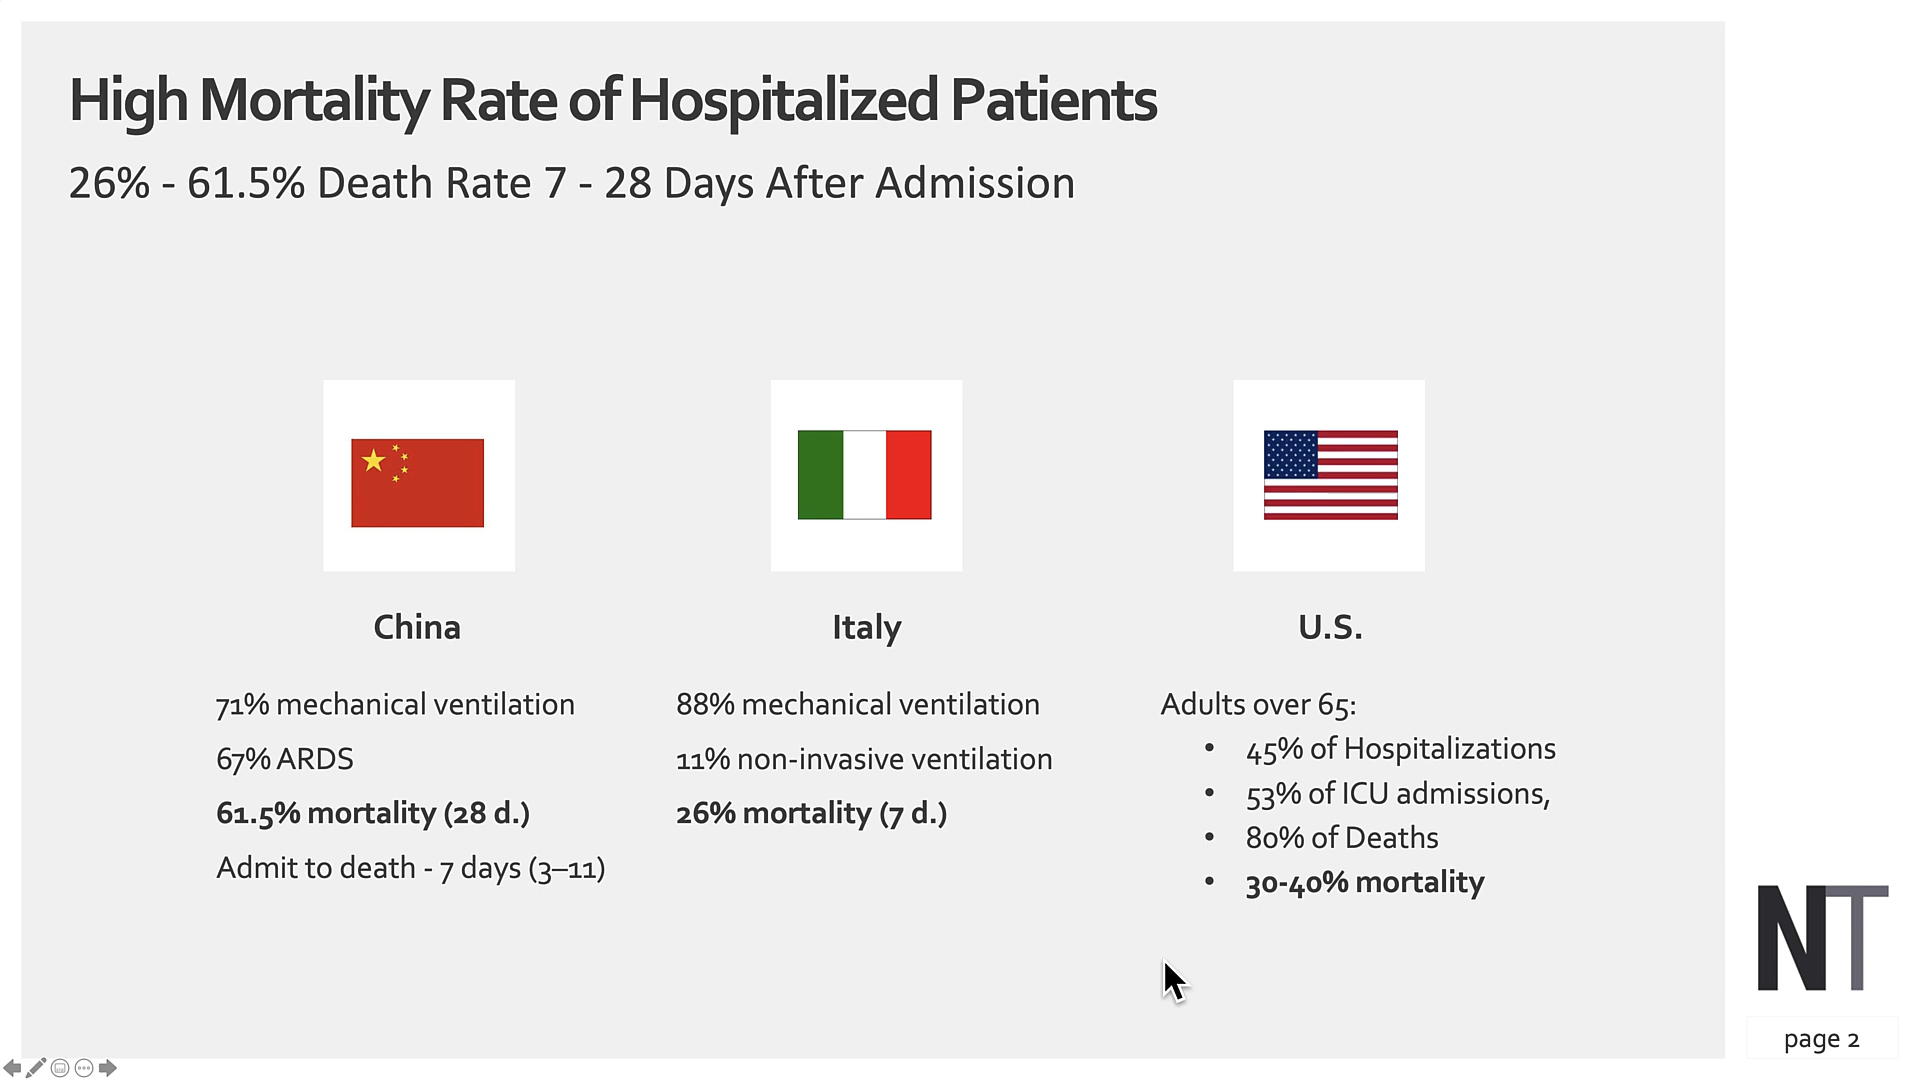 High Mortality Rate of Hospitalized Patients
26% - 61.5% Death Rate 7 - 28 Days After Admission
China
71% mechanical ventilation
67% ARDS
61.5% mortality (28 d.)
Admit to death - 7 days (3–11)
Italy
88% mechanical ventilation
11% non-invasive ventilation
26% mortality (7 d.)
U.S.
Adults over 65:
• 45% of Hospitalizations
• 53% of ICU admissions,
• 80% of Deaths
• 30-40% mortality
NT
page 2